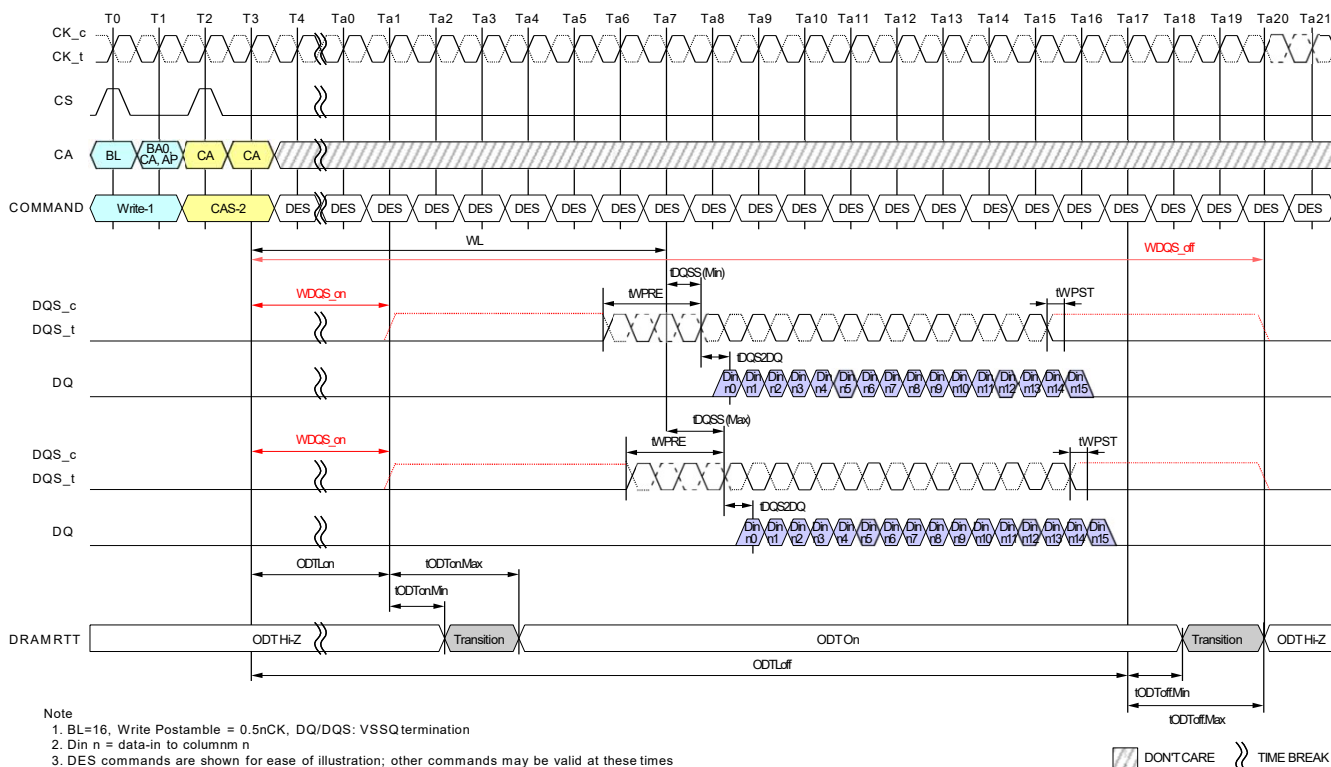 T0 T1 T2 T3 T4 Ta0 Ta1 Ta2 Ta3 Ta4 Ta5 Ta6 Ta7 Ta8 Ta9 Ta10 Ta11 Ta12 Ta13 Ta14 Ta15 Ta16 Ta17 Ta18 Ta19 Ta20 Ta21
CK_c
CK_t
CS
CA BL BA0, CA, AP CA CA
COMMAND Write-1 CAS-2 DES DES DES DES DES DES DES DES DES DES DES DES DES DES DES DES DES DES DES DES DES DES DES
WL
WDQS_off
tDQSS (Min)
WDQS_on tWPRE tWPST
DQS_c
DQS_t
tDQS2DQ
DQ Din n0 Din n1 Din n2 Din n3 Din n4 Din n5 Din n6 Din n7 Din n8 Din n9 Din n10 Din n11 Din n12 Din n13 Din n14 Din n15
tDQSS (Max)
WDQS_on tWPRE tWPST
DQS_c
DQS_t
tDQS2DQ
DQ Din n0 Din n1 Din n2 Din n3 Din n4 Din n5 Din n6 Din n7 Din n8 Din n9 Din n10 Din n11 Din n12 Din n13 Din n14 Din n15
ODTLon tODTon.Max
tODTon.Min
DRAM RTT ODT Hi-Z Transition ODT On Transition ODT Hi-Z
ODTLoff
tODToff.Min
tODToff.Max
Note
1. BL=16, Write Postamble = 0.5nCK, DQ/DQS: VSSQ termination
2. Din n = data-in to columnm n
3. DES commands are shown for ease of illustration; other commands may be valid at these times
DON'T CARE TIME BREAK